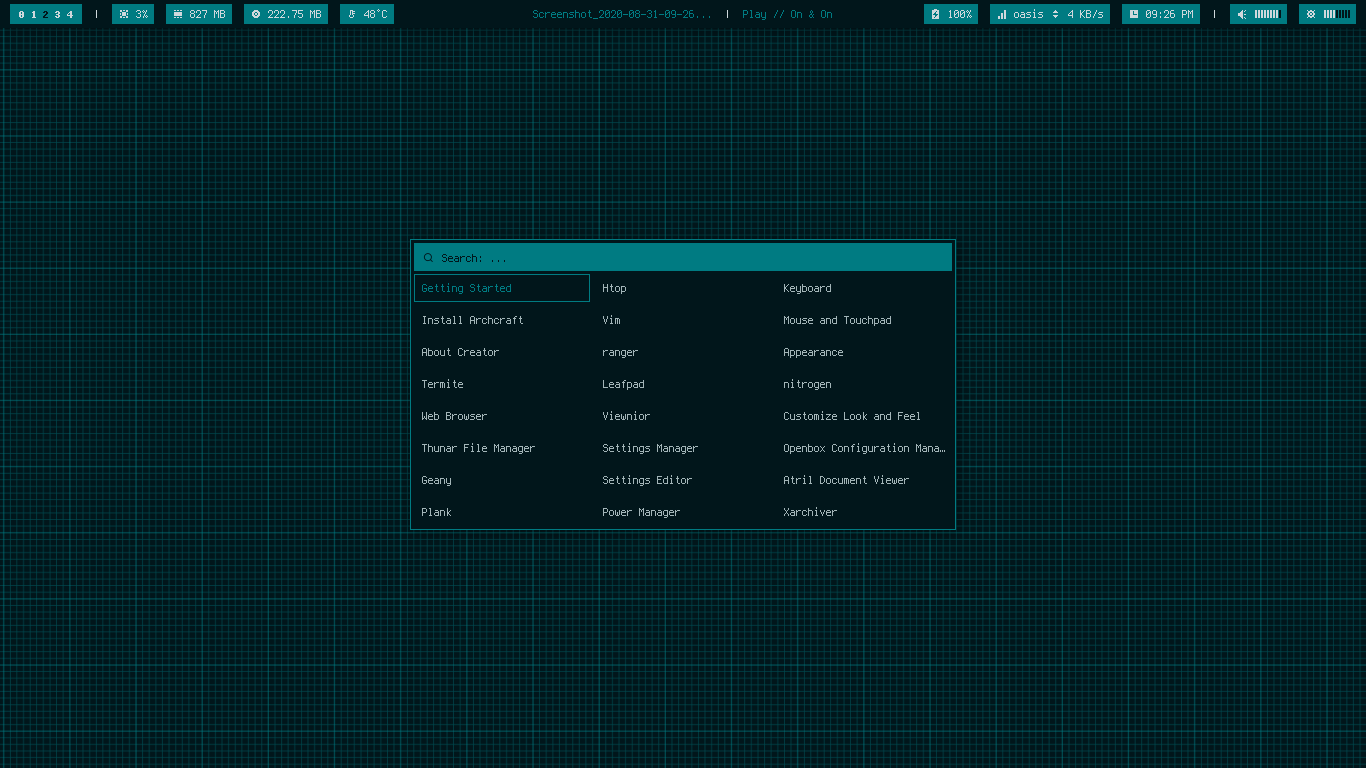 0 1 2 3 4 | 3% 827 MB 222.75 MB 48°C Screenshot_2020-08-31-09-26... | Play // On & On 100% oasis 4 KB/s 09:26 PM |
Search: ...
Getting Started Htop Keyboard
Install Archcraft Vim Mouse and Touchpad
About Creator ranger Appearance
Termite Leafpad nitrogen
Web Browser Viewnior Customize Look and Feel
Thunar File Manager Settings Manager Openbox Configuration Mana…
Geany Settings Editor Atril Document Viewer
Plank Power Manager Xarchiver